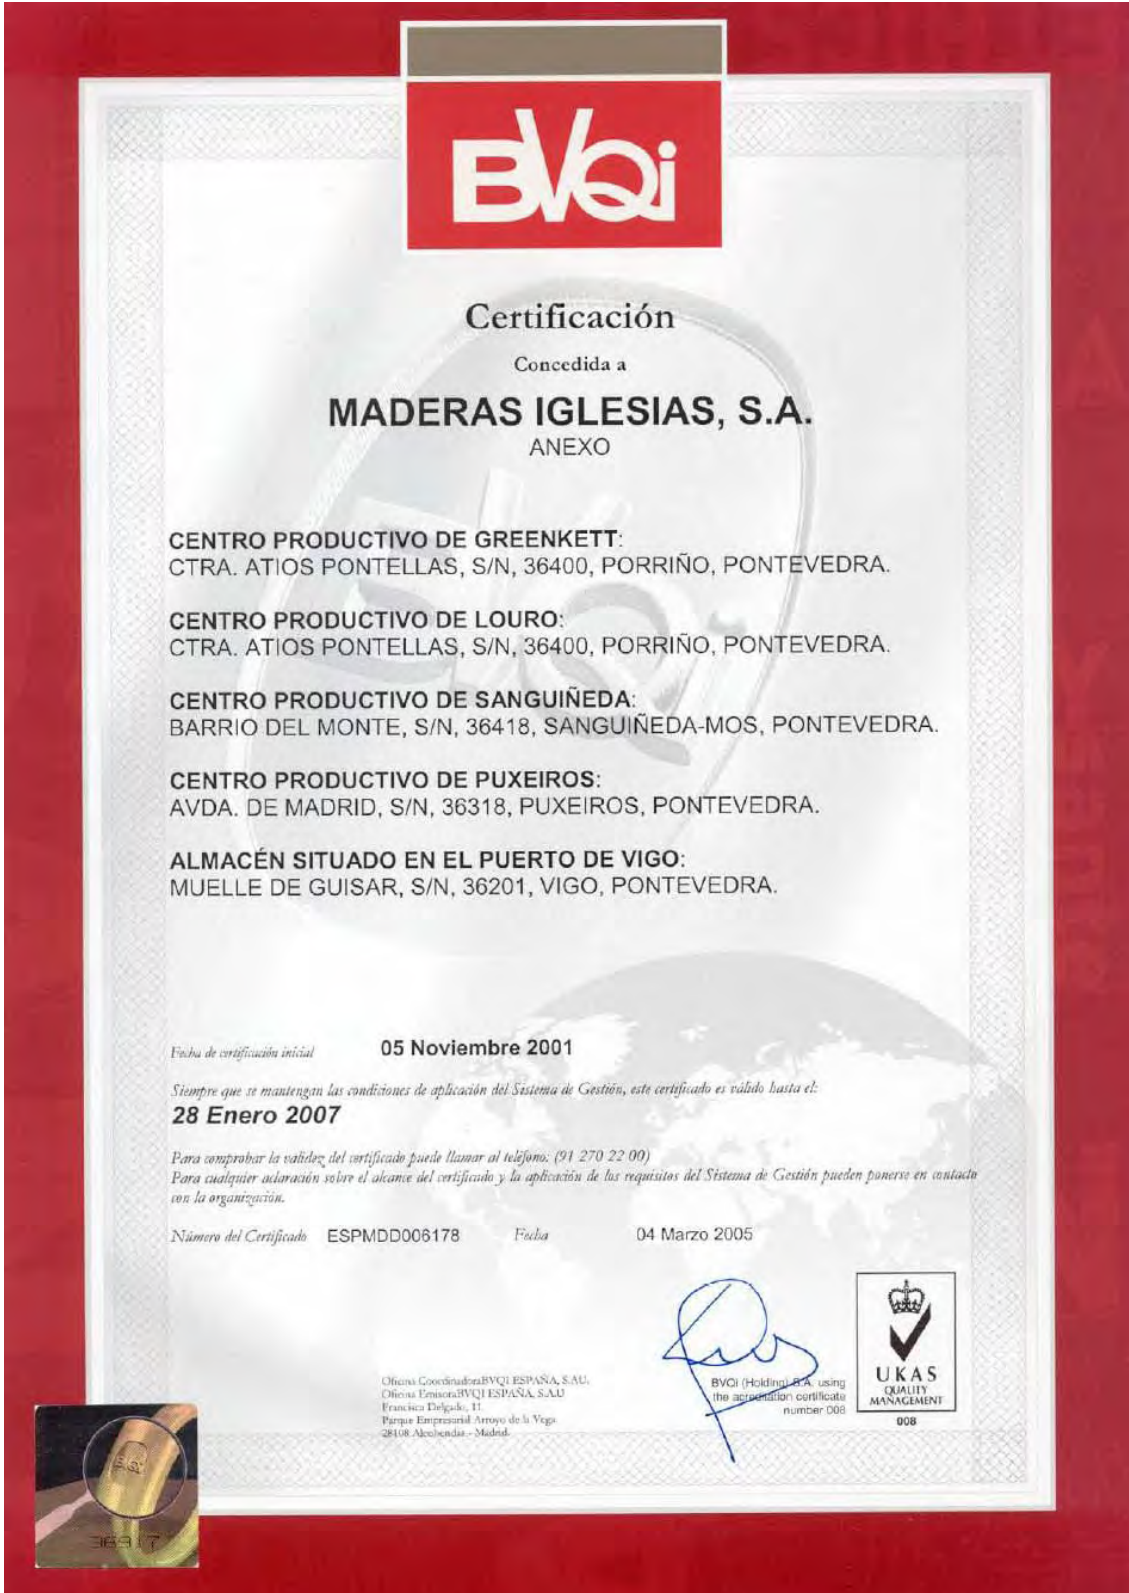 BVQi
Certificación
Concedida a
MADERAS IGLESIAS, S.A.
ANEXO
CENTRO PRODUCTIVO DE GREENKETT:
CTRA. ATIOS PONTELLAS, S/N, 36400, PORRIÑO, PONTEVEDRA.
CENTRO PRODUCTIVO DE LOURO:
CTRA. ATIOS PONTELLAS, S/N, 36400, PORRIÑO, PONTEVEDRA.
CENTRO PRODUCTIVO DE SANGUIÑEDA:
BARRIO DEL MONTE, S/N, 36418, SANGUIÑEDA-MOS, PONTEVEDRA.
CENTRO PRODUCTIVO DE PUXEIROS:
AVDA. DE MADRID, S/N, 36318, PUXEIROS, PONTEVEDRA.
ALMACÉN SITUADO EN EL PUERTO DE VIGO:
MUELLE DE GUISAR, S/N, 36201, VIGO, PONTEVEDRA.
Fecha de certificación inicial 05 Noviembre 2001
Siempre que se mantengan las condiciones de aplicación del Sistema de Gestión, este certificado es válido hasta el:
28 Enero 2007
Para comprobar la validez del certificado puede llamar al teléfono: (91 270 22 00)
Para cualquier aclaración sobre el alcance del certificado y la aplicación de los requisitos del Sistema de Gestión pueden ponerse en contacto
con la organización.
Número del Certificado ESPMDD006178 Fecha 04 Marzo 2005
Oficina CoordinadoraBVQI ESPAÑA, S.AU.
Oficina EmisoraBVQI ESPAÑA, S.A.U
Francisca Delgado, 11
Parque Empresarial Arroyo de la Vega
28108 Alcobendas - Madrid.
BVQi (Holding) S.A. using
the acreditation certificate
number 008
UKAS
QUALITY
MANAGEMENT
008
BVQi
36917